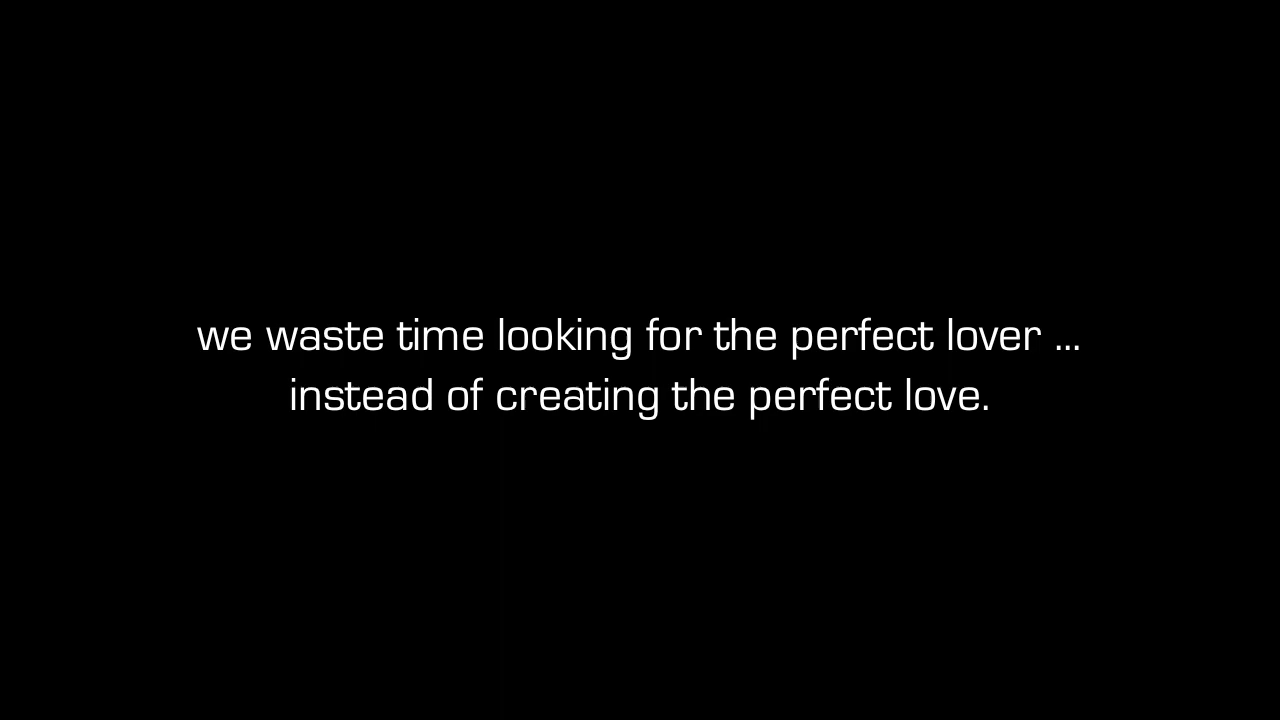 we waste time looking for the perfect lover ...
instead of creating the perfect love.